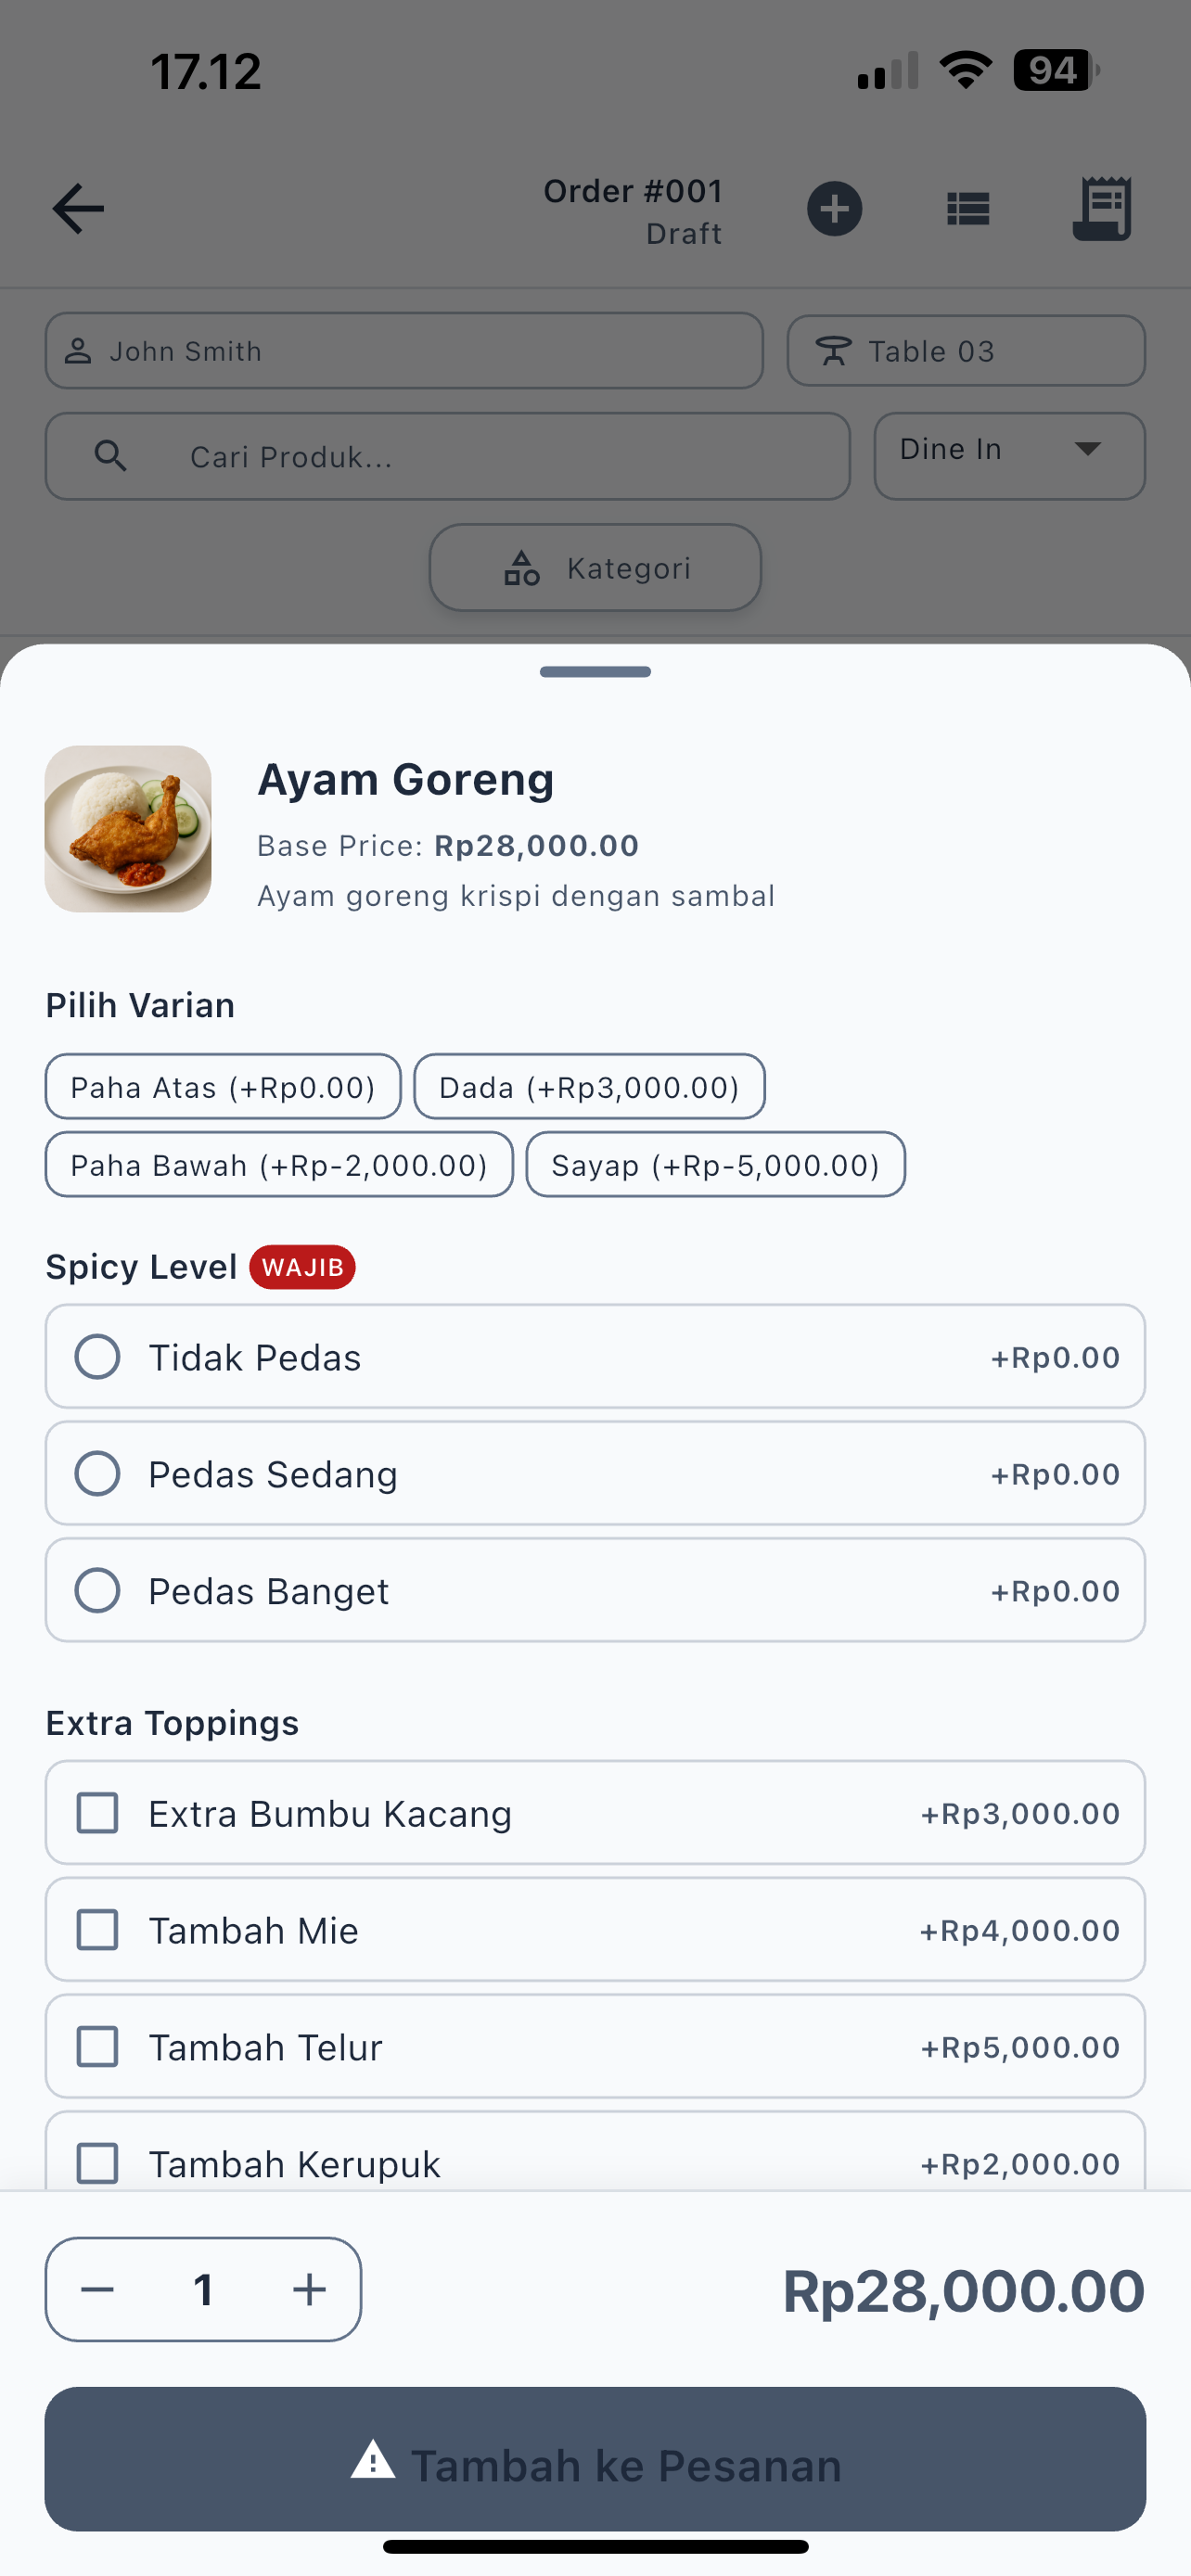 17.12
94
Order #001
Draft
John Smith
Table 03
Cari Produk...
Dine In
Kategori
Ayam Goreng
Base Price: Rp28,000.00
Ayam goreng krispi dengan sambal
Pilih Varian
Paha Atas (+Rp0.00)
Dada (+Rp3,000.00)
Paha Bawah (+Rp-2,000.00)
Sayap (+Rp-5,000.00)
Spicy Level WAJIB
Tidak Pedas +Rp0.00
Pedas Sedang +Rp0.00
Pedas Banget +Rp0.00
Extra Toppings
Extra Bumbu Kacang +Rp3,000.00
Tambah Mie +Rp4,000.00
Tambah Telur +Rp5,000.00
Tambah Kerupuk +Rp2,000.00
1
Rp28,000.00
Tambah ke Pesanan